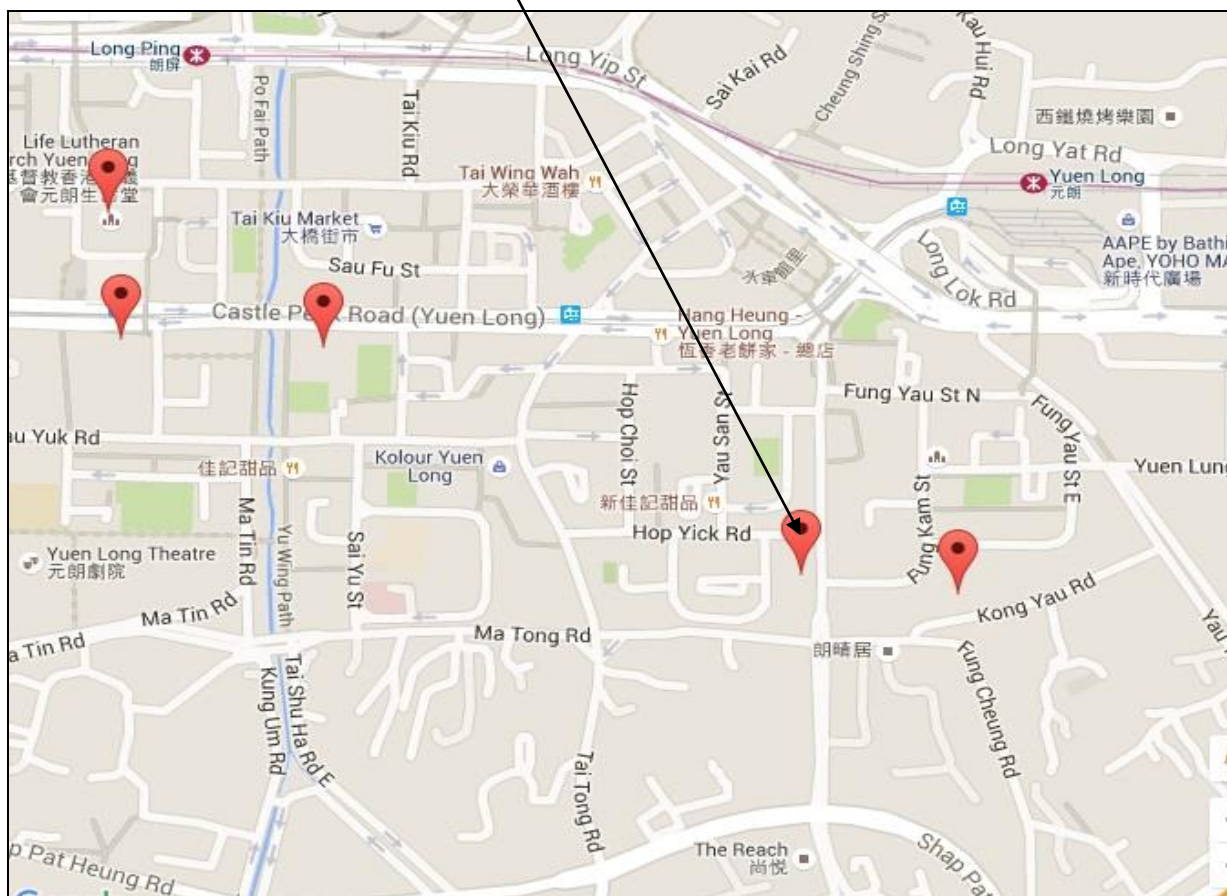 Long Ping
朗屏
Long Yip St
Sai Kai Rd
Cheung Shing S
Kau Hui Rd
西鐵燒烤樂園
Long Yat Rd
Yuen Long
元朗
Po Fai Path
Tai Kiu Rd
Life Lutheran
rch Yuen
基督教香港
會元朗生 堂
Tai Wing Wah
大榮華酒樓
Tai Kiu Market
大橋街市
Sau Fu St
AAPE by Bathi
Ape, YOHO MA
新時代廣場
Long Lok Rd
Castle Road (Yuen Long)
Hang Heung -
Yuen Long
恆香老餅家 - 總店
Fung Yau St N
Fung Yau St E
Hop Choi St
Yan San St
au Yuk Rd
佳記甜品
Kolour Yuen
Long
Yuen Lung
新佳記甜品
Hop Yick Rd
Fung Kam St
Yuen Long Theatre
元朗劇院
Ma Tin Rd
Yu Wing Path
Sai Yu St
Kong Yau Rd
Ma Tin Rd
a Tin Rd
Ma Tong Rd
朗晴居
Yau
Fung Cheung Rd
Kung Um Rd
Tai Shu Ha Rd E
Tai Tong Rd
The Reach
尚悅
Shap Pat
p Pat Heung Rd